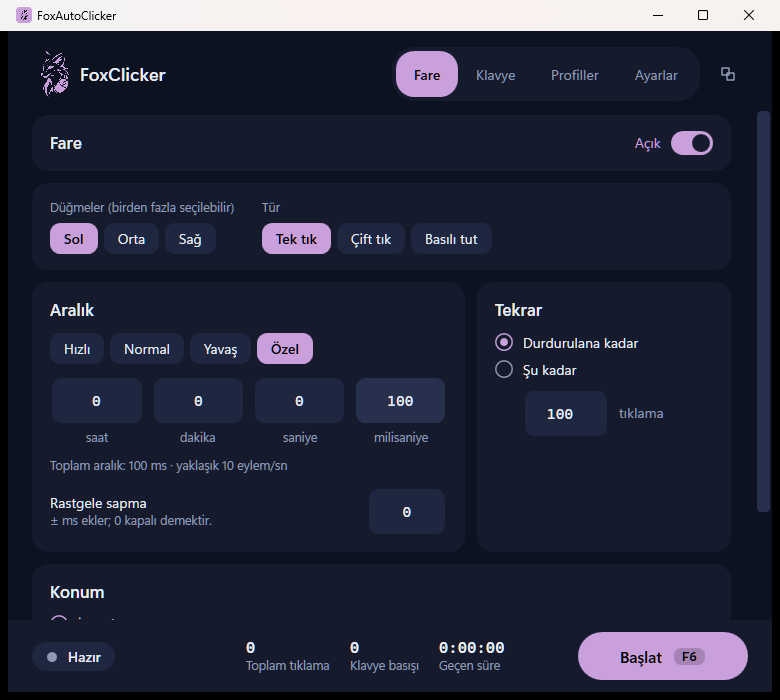 FoxAutoClicker
FoxClicker
Fare
Klavye
Profiller
Ayarlar
Fare
Açık
Düğmeler (birden fazla seçilebilir)
Tür
Sol
Orta
Sağ
Tek tık
Çift tık
Basılı tut
Aralık
Hızlı
Normal
Yavaş
Özel
0
0
0
100
saat
dakika
saniye
milisaniye
Toplam aralık: 100 ms · yaklaşık 10 eylem/sn
Rastgele sapma
± ms ekler; 0 kapalı demektir.
0
Tekrar
Durdurulana kadar
Şu kadar
100
tıklama
Konum
Hazır
0
Toplam tıklama
0
Klavye basışı
0:00:00
Geçen süre
Başlat
F6